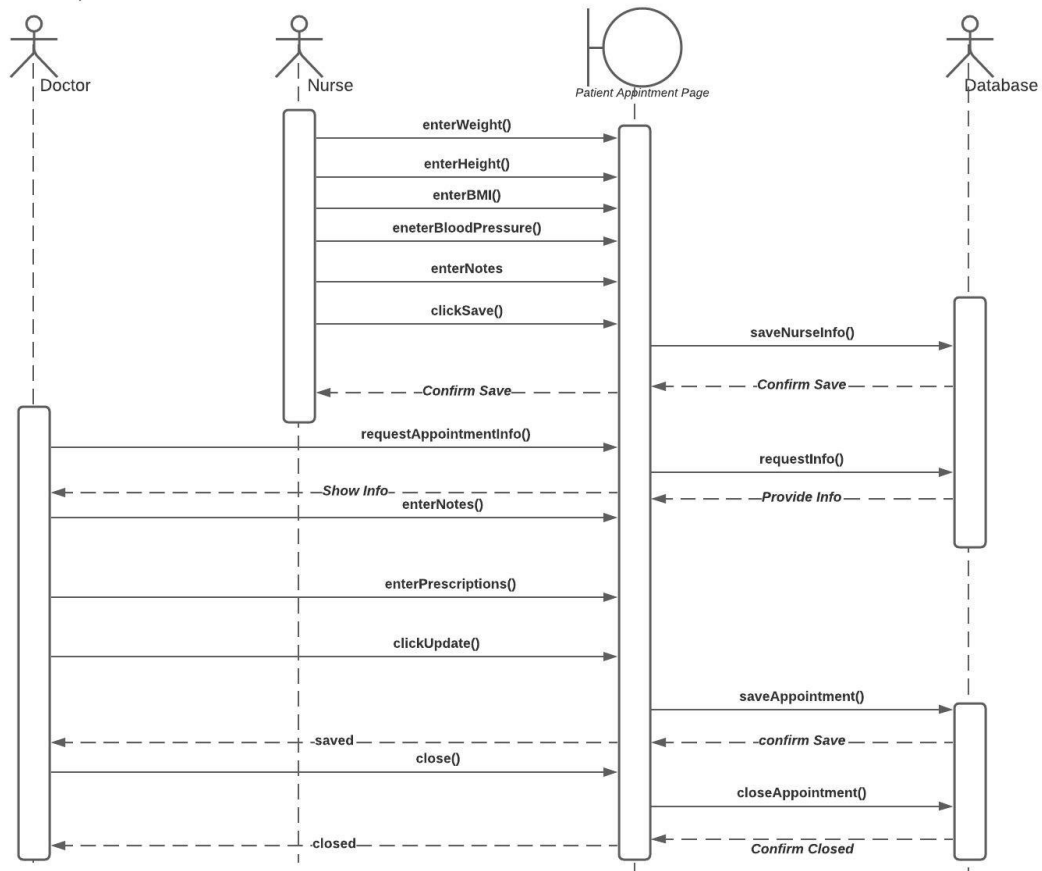 Doctor
Nurse
Patient Appintment Page
Database
enterWeight()
enterHeight()
enterBMI()
eneterBloodPressure()
enterNotes
clickSave()
saveNurseInfo()
Confirm Save
Confirm Save
requestAppointmentInfo()
requestInfo()
Show Info
Provide Info
enterNotes()
enterPrescriptions()
clickUpdate()
saveAppointment()
saved
confirm Save
close()
closeAppointment()
closed
Confirm Closed